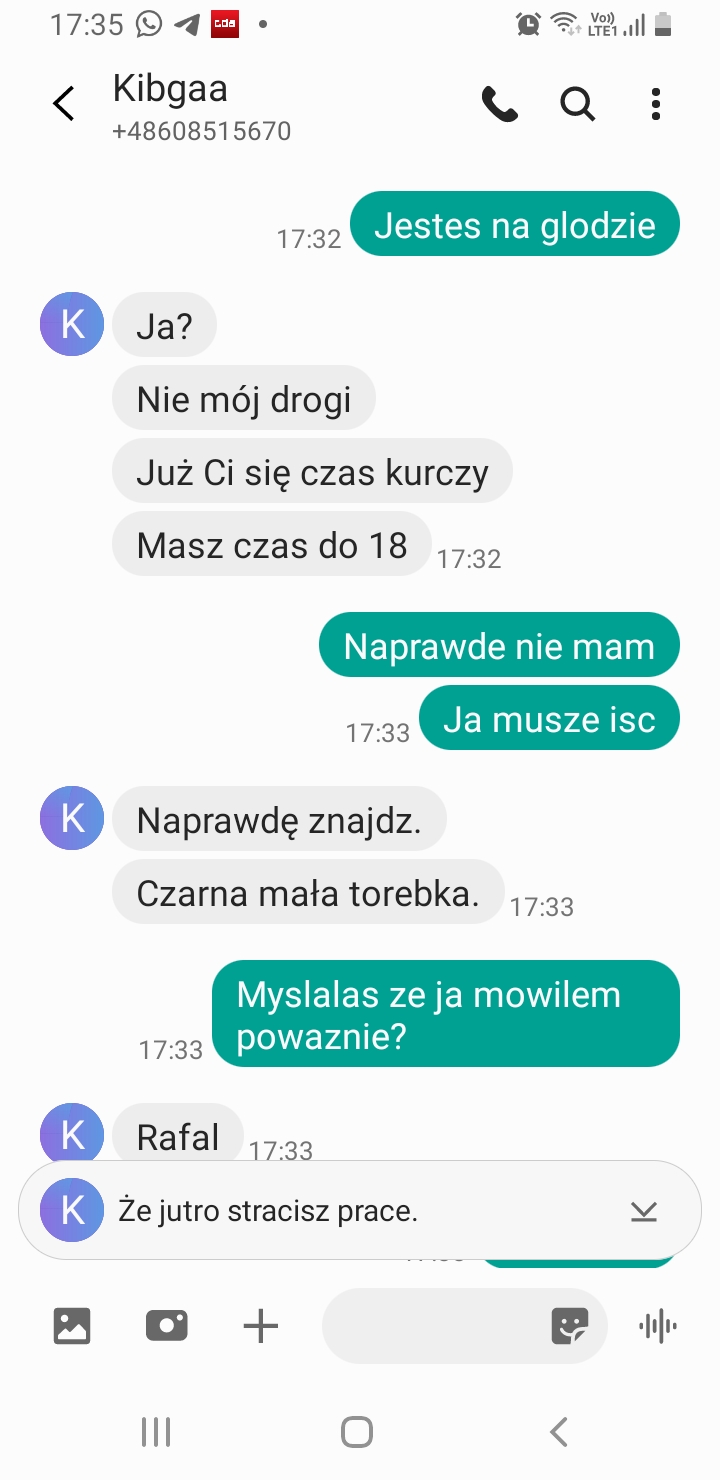 17:35
cda
Vo))
LTE1
Kibgaa
+48608515670
17:32
Jestes na glodzie
K
Ja?
Nie mój drogi
Już Ci się czas kurczy
Masz czas do 18
17:32
Naprawde nie mam
17:33
Ja musze isc
K
Naprawdę znajdz.
Czarna mała torebka.
17:33
Myslalas ze ja mowilem
powaznie?
17:33
K
Rafal
17:33
K
Że jutro stracisz prace.